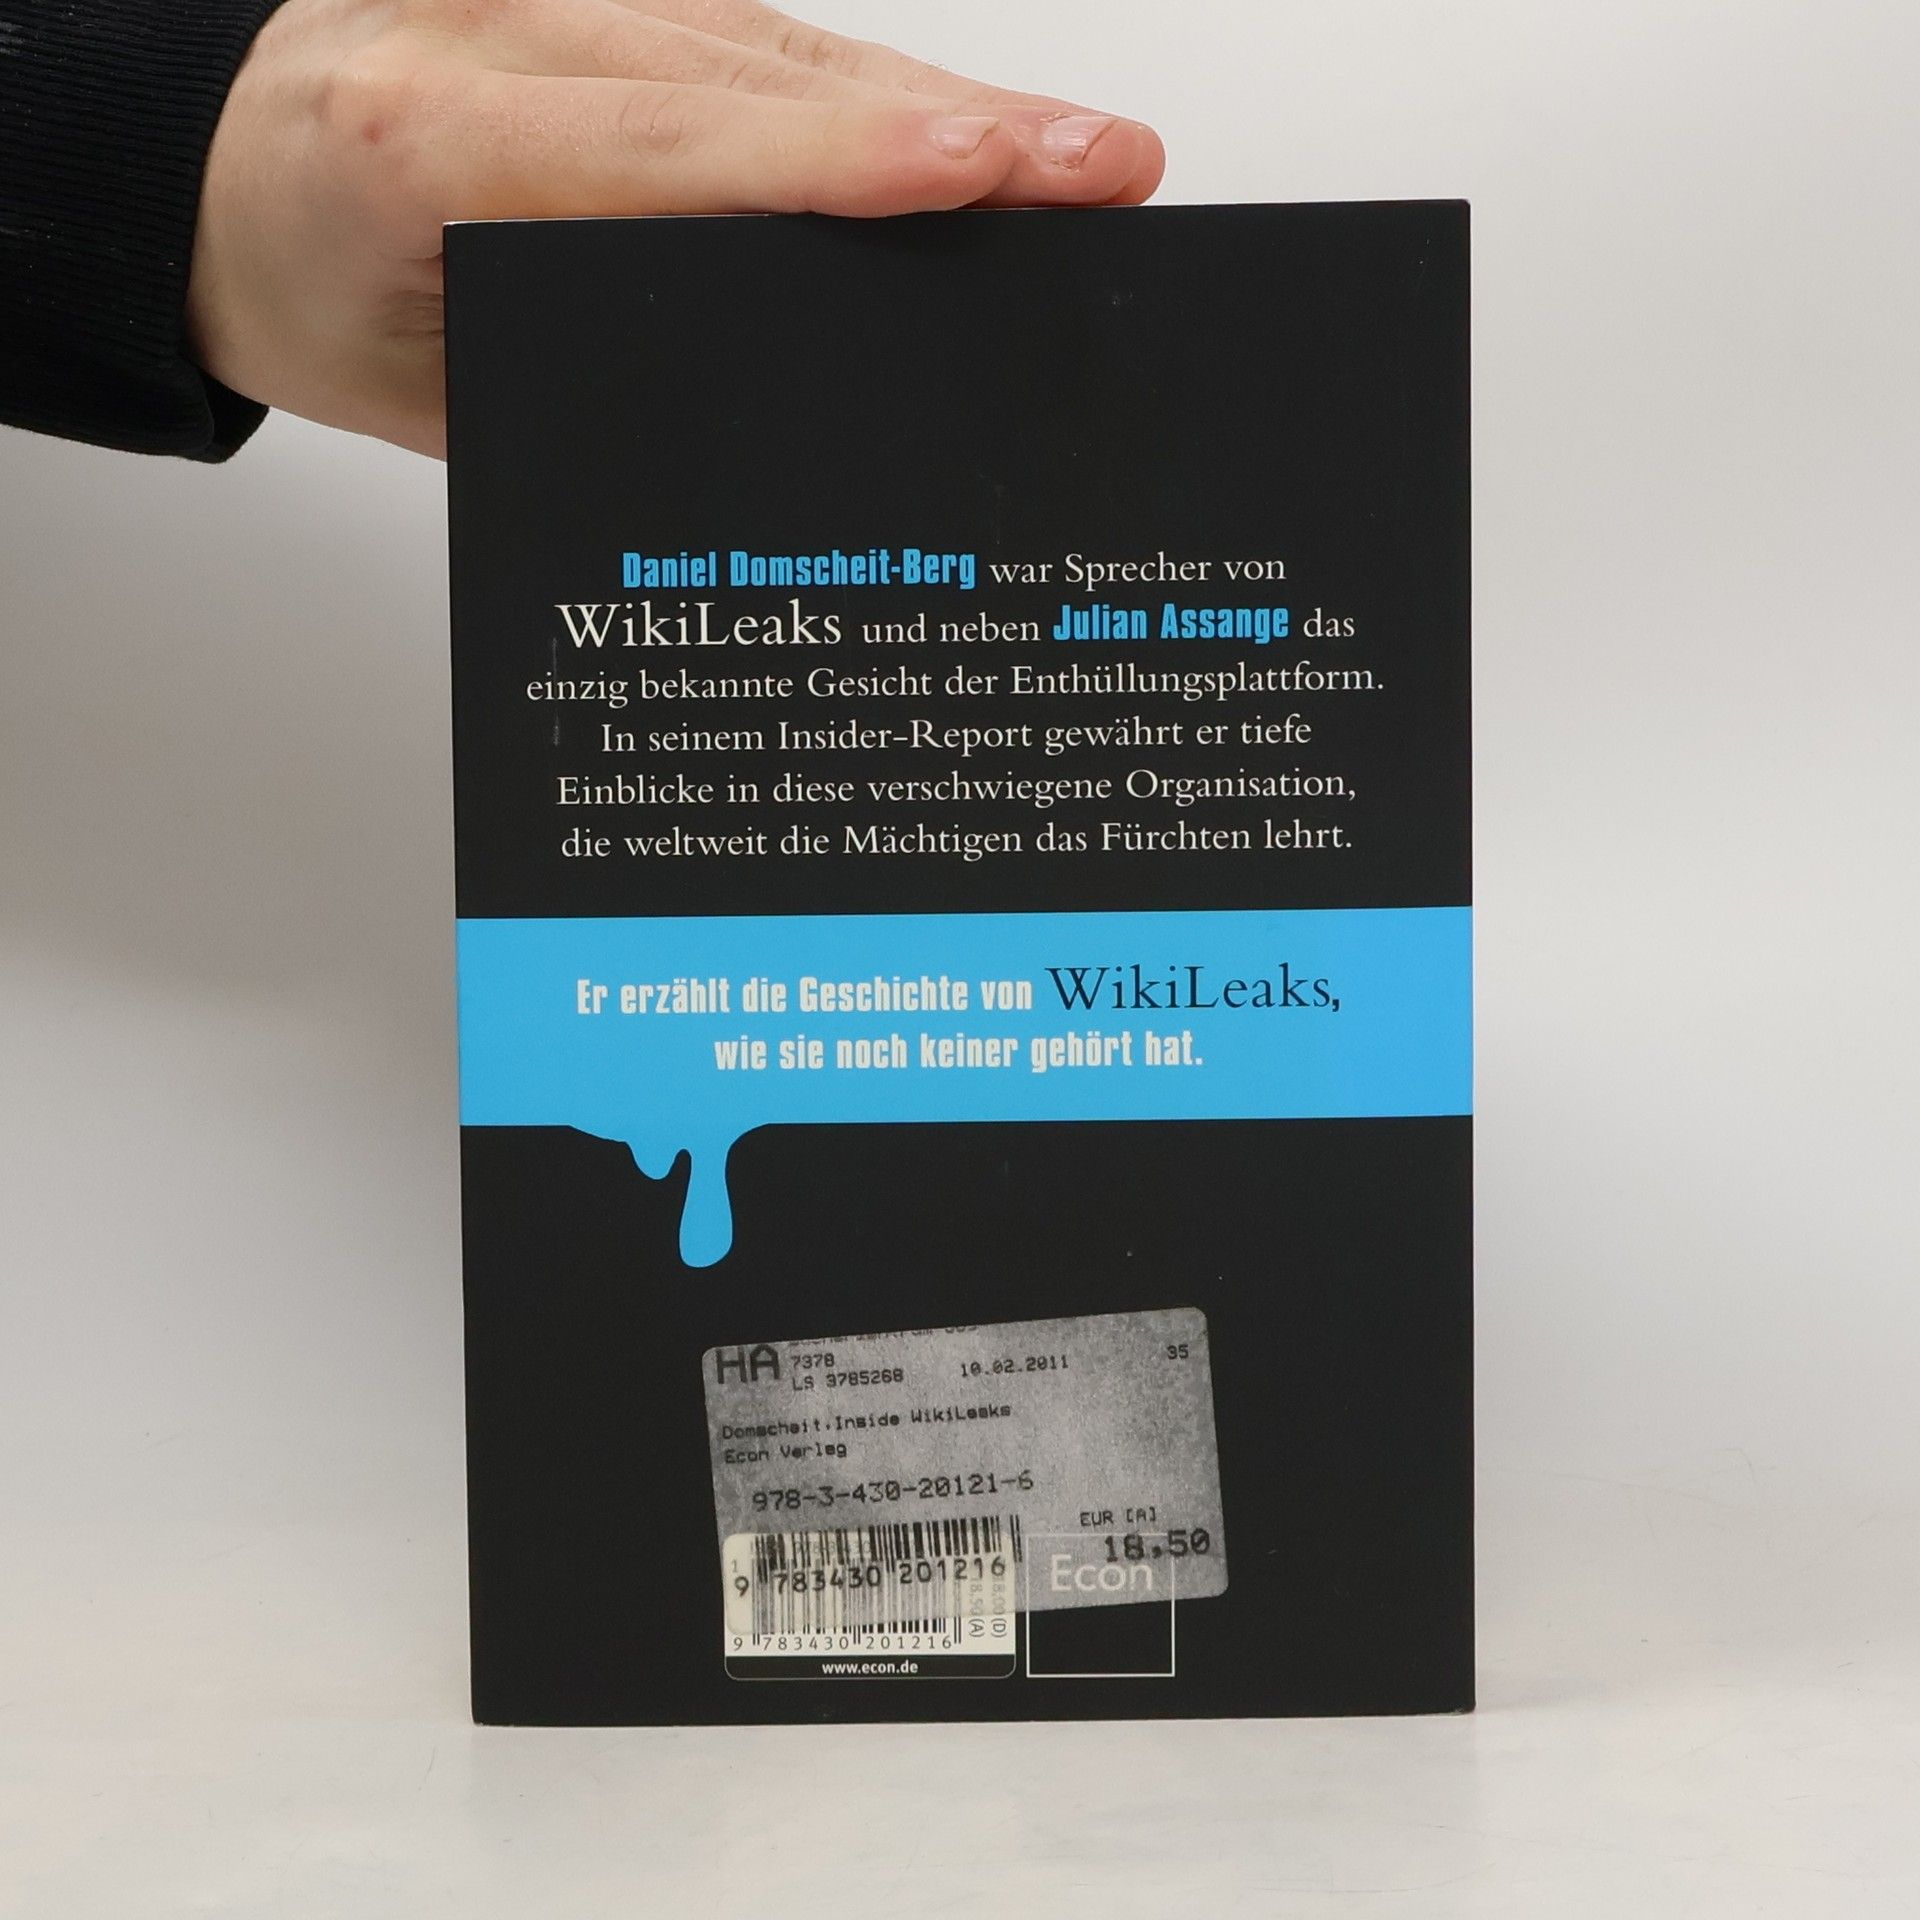 Daniel Domscheit-Berg war Sprecher von
WikiLeaks und neben Julian Assange das
einzig bekannte Gesicht der Enthüllungsplattform.
In seinem Insider-Report gewährt er tiefe
Einblicke in diese verschwiegene Organisation,
die weltweit die Mächtigen das Fürchten lehrt.
Er erzählt die Geschichte von WikiLeaks,
wie sie noch keiner gehört hat.
HA 7378 35
LS 3785268 10.02.2011
Domscheit,Inside WikiLeaks
Econ Verlag
978-3-430-20121-6
EUR [A]
18,50
9 783430 201216
Econ
18,00 (D)
18,50 (A)
9 783430 201216
www.econ.de